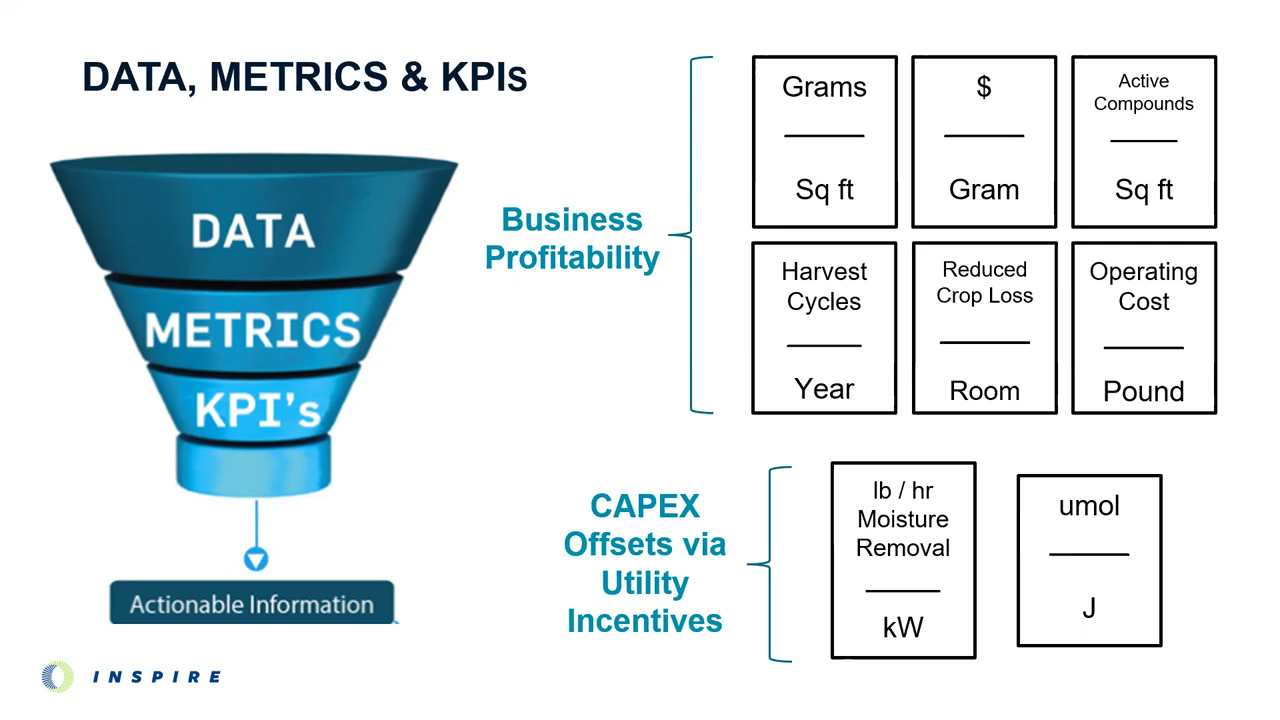 DATA, METRICS & KPIs
DATA
METRICS
KPI's
Actionable Information
Business
Profitability
Grams
Sq ft
$
Gram
Active
Compounds
Sq ft
Harvest
Cycles
Year
Reduced
Crop Loss
Room
Operating
Cost
Pound
CAPEX
Offsets via
Utility
Incentives
lb / hr
Moisture
Removal
kW
umol
J
INSPIRE